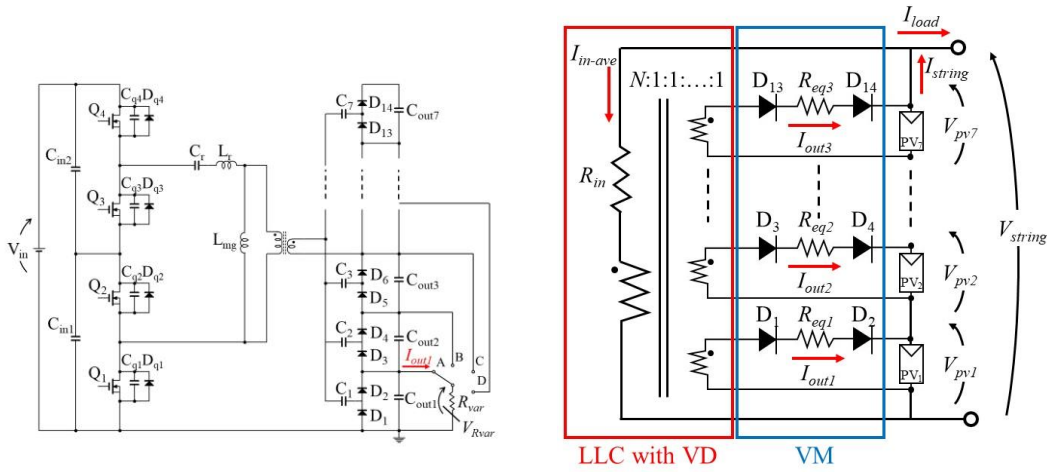 C7
D14
Cout7
D13
Cq4 Dq4
Q4
Cin2
Cr
Lr
Cq3 Dq3
Q3
Vin
Lmg
Cq2 Dq2
Q2
C3
D6
Cout3
D5
Cin1
C2
D4
Cout2
D3
Iout1
A
B
C
D
Cq1 Dq1
Q1
C1
D2
Cout1
Rvar
D1
VRvar
Iload
Iin-ave
Istring
N:1:1:…:1
D13
Req3
D14
Iout3
PV7
Vpv7
Rin
Vstring
D3
Req2
D4
Iout2
PV2
Vpv2
D1
Req1
D2
Iout1
PV1
Vpv1
LLC with VD
VM